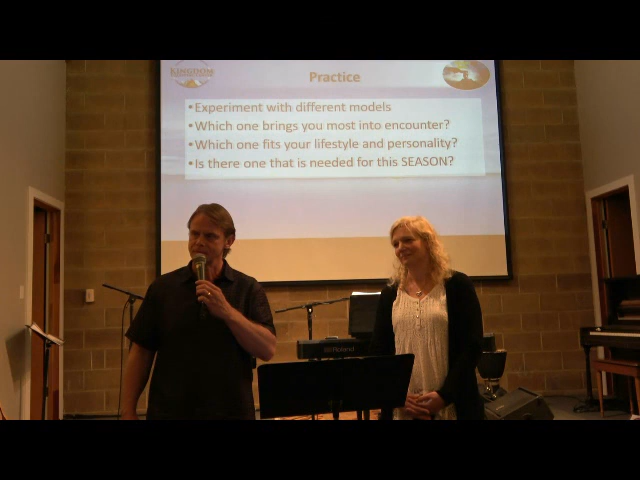 KINGDOM
Practice
•Experiment with different models
•Which one brings you most into encounter?
•Which one fits your lifestyle and personality?
•Is there one that is needed for this SEASON?
Roland